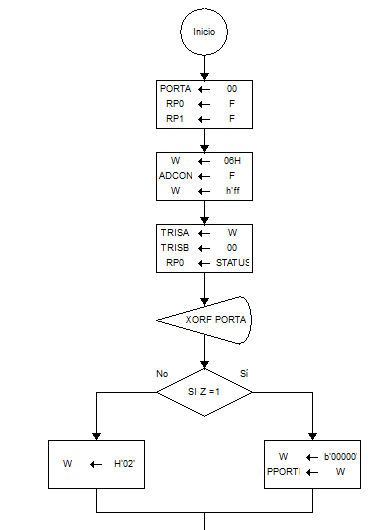 Inicio
PORTA ← 00
RP0 ← F
RP1 ← F
W ← 06H
ADCON ← F
W ← h'ff
TRISA ← W
TRISB ← 00
RP0 ← STATUS
XORF PORTA
No Sí
SI Z =1
W ← H'02'
W ← b'00000'
PPORTI ← W